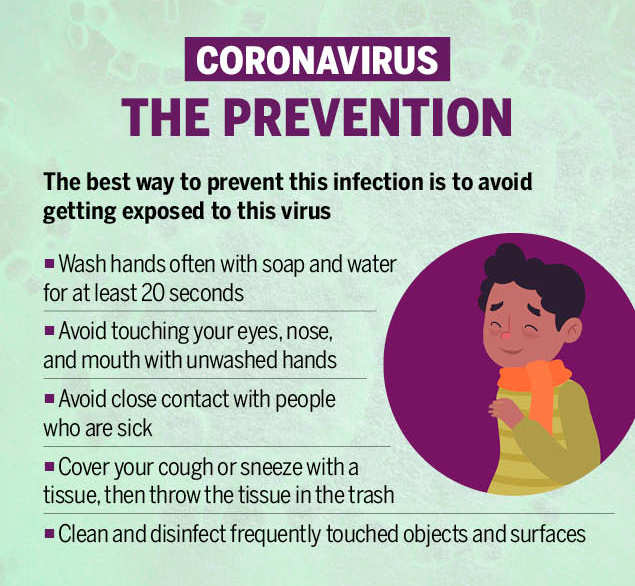 CORONAVIRUS
THE PREVENTION
The best way to prevent this infection is to avoid
getting exposed to this virus
▪ Wash hands often with soap and water
for at least 20 seconds
▪ Avoid touching your eyes, nose,
and mouth with unwashed hands
▪ Avoid close contact with people
who are sick
▪ Cover your cough or sneeze with a
tissue, then throw the tissue in the trash
▪ Clean and disinfect frequently touched objects and surfaces